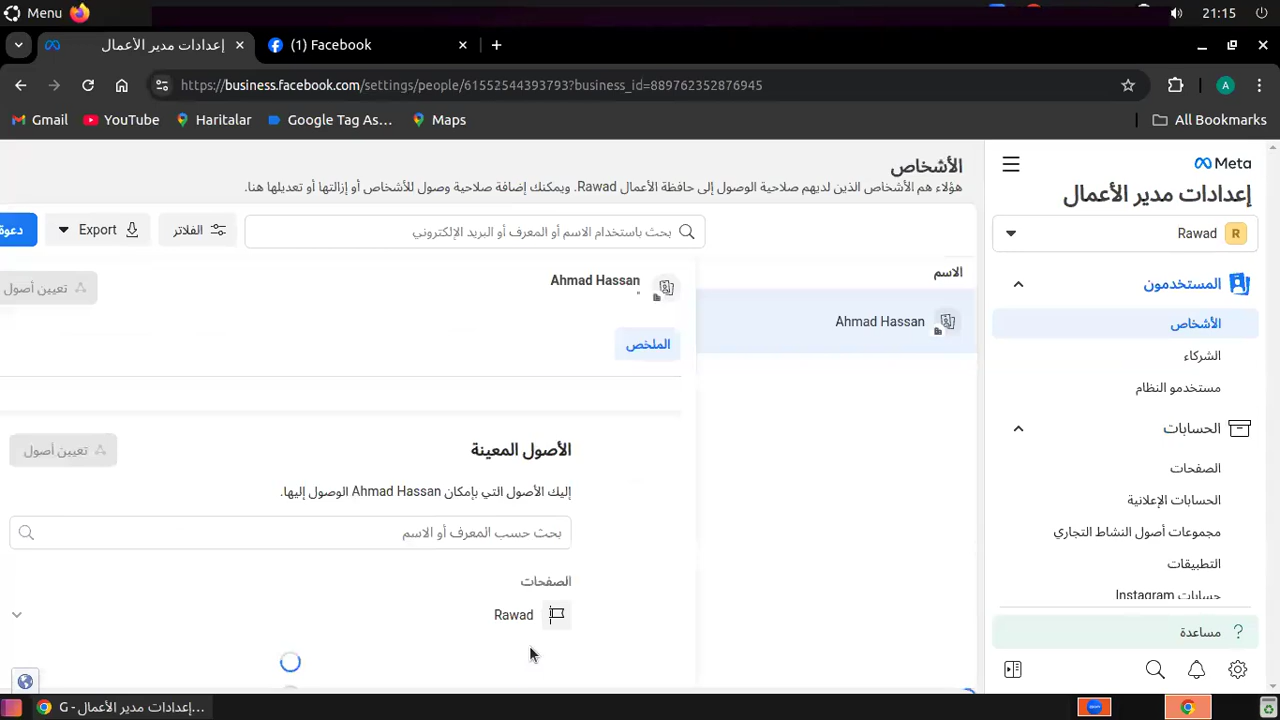 Menu
21:15
إعدادات مدير الأعمال
(1) Facebook
https://business.facebook.com/settings/people/61552544393793?business_id=889762352876945
A
Gmail
YouTube
Haritalar
Google Tag As...
Maps
All Bookmarks
Meta
إعدادات مدير الأعمال
R Rawad
المستخدمون
الأشخاص
الشركاء
مستخدمو النظام
الحسابات
الصفحات
الحسابات الإعلانية
مجموعات أصول النشاط التجاري
التطبيقات
حسابات Instagram
مساعدة
الأشخاص
هؤلاء هم الأشخاص الذين لديهم صلاحية الوصول إلى حافظة الأعمال Rawad. ويمكنك إضافة صلاحية وصول للأشخاص أو إزالتها أو تعديلها هنا.
بحث باستخدام الاسم أو المعرف أو البريد الإلكتروني
الفلاتر
Export
دعوة
الاسم
Ahmad Hassan
Ahmad Hassan
تعيين أصول
الملخص
الأصول المعينة
تعيين أصول
إليك الأصول التي بإمكان Ahmad Hassan الوصول إليها.
بحث حسب المعرف أو الاسم
الصفحات
Rawad
إعدادات مدير الأعمال - G...